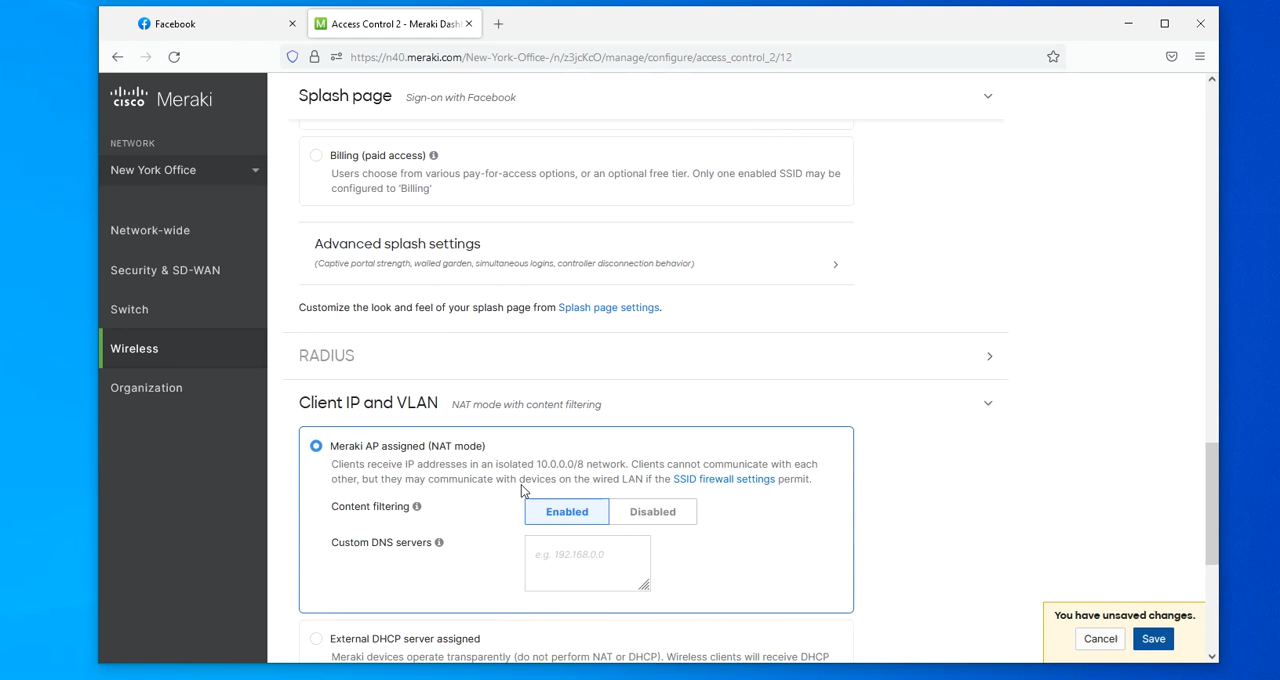 Facebook
Access Control 2 - Meraki Dash
https://n40.meraki.com/New-York-Office-/n/z3jcKcO/manage/configure/access_control_2/12
cisco Meraki
NETWORK
New York Office
Network-wide
Security & SD-WAN
Switch
Wireless
Organization
Splash page Sign-on with Facebook
Billing (paid access)
Users choose from various pay-for-access options, or an optional free tier. Only one enabled SSID may be
configured to 'Billing'
Advanced splash settings
(Captive portal strength, walled garden, simultaneous logins, controller disconnection behavior)
Customize the look and feel of your splash page from Splash page settings.
RADIUS
Client IP and VLAN NAT mode with content filtering
Meraki AP assigned (NAT mode)
Clients receive IP addresses in an isolated 10.0.0.0/8 network. Clients cannot communicate with each
other, but they may communicate with devices on the wired LAN if the SSID firewall settings permit.
Content filtering Enabled Disabled
Custom DNS servers e.g. 192.168.0.0
External DHCP server assigned
Meraki devices operate transparently (do not perform NAT or DHCP). Wireless clients will receive DHCP
You have unsaved changes.
Cancel Save